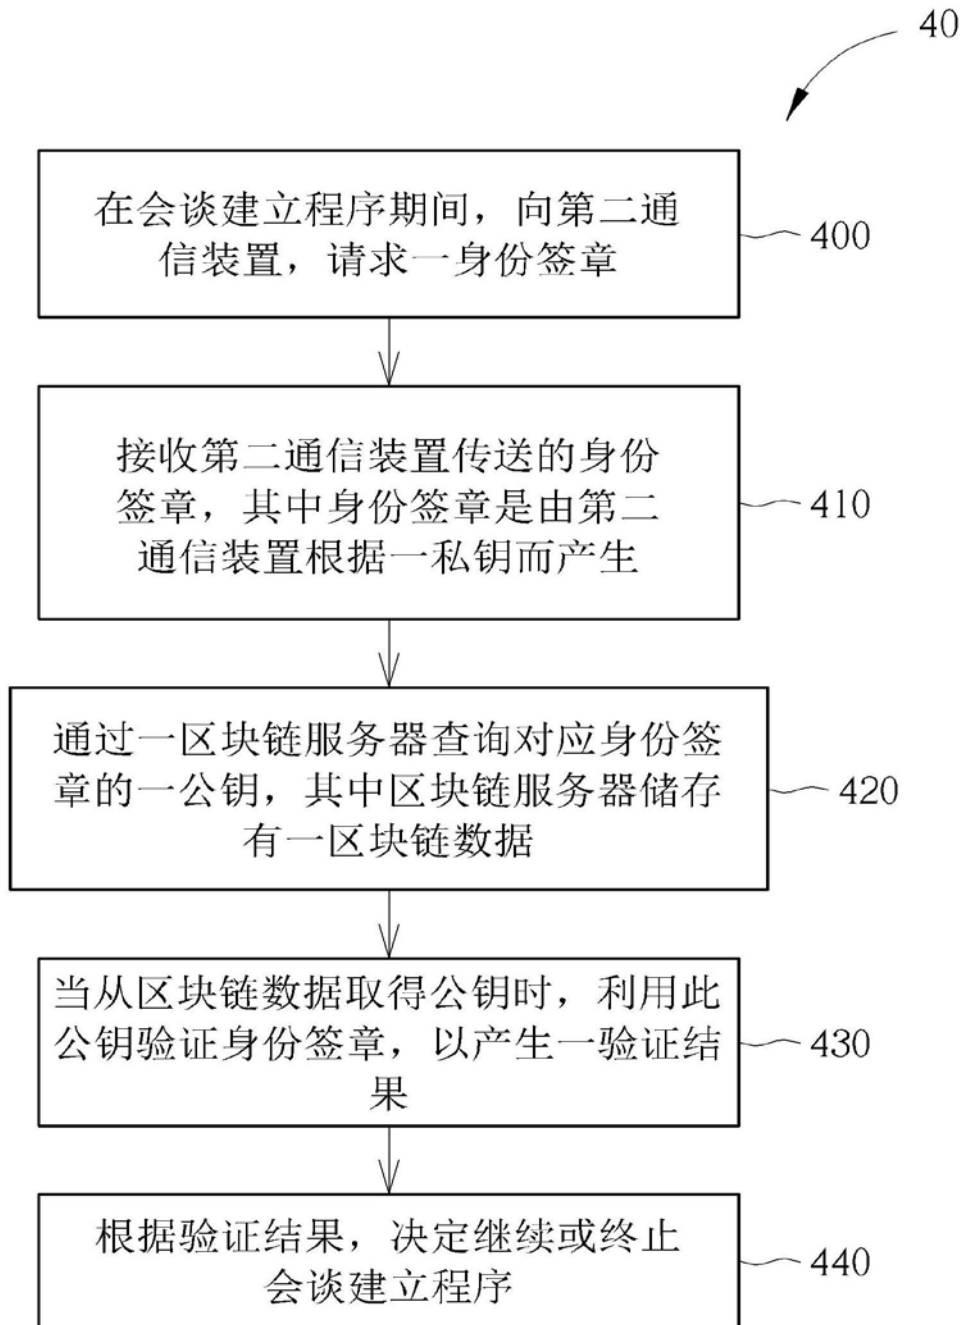 40
在会谈建立程序期间，向第二通
信装置，请求一身份签章
400
接收第二通信装置传送的身份
签章，其中身份签章是由第二
通信装置根据一私钥而产生
410
通过一区块链服务器查询对应身份签
章的一公钥，其中区块链服务器储存
有一区块链数据
420
当从区块链数据取得公钥时，利用此
公钥验证身份签章，以产生一验证结
果
430
根据验证结果，决定继续或终止
会谈建立程序
440